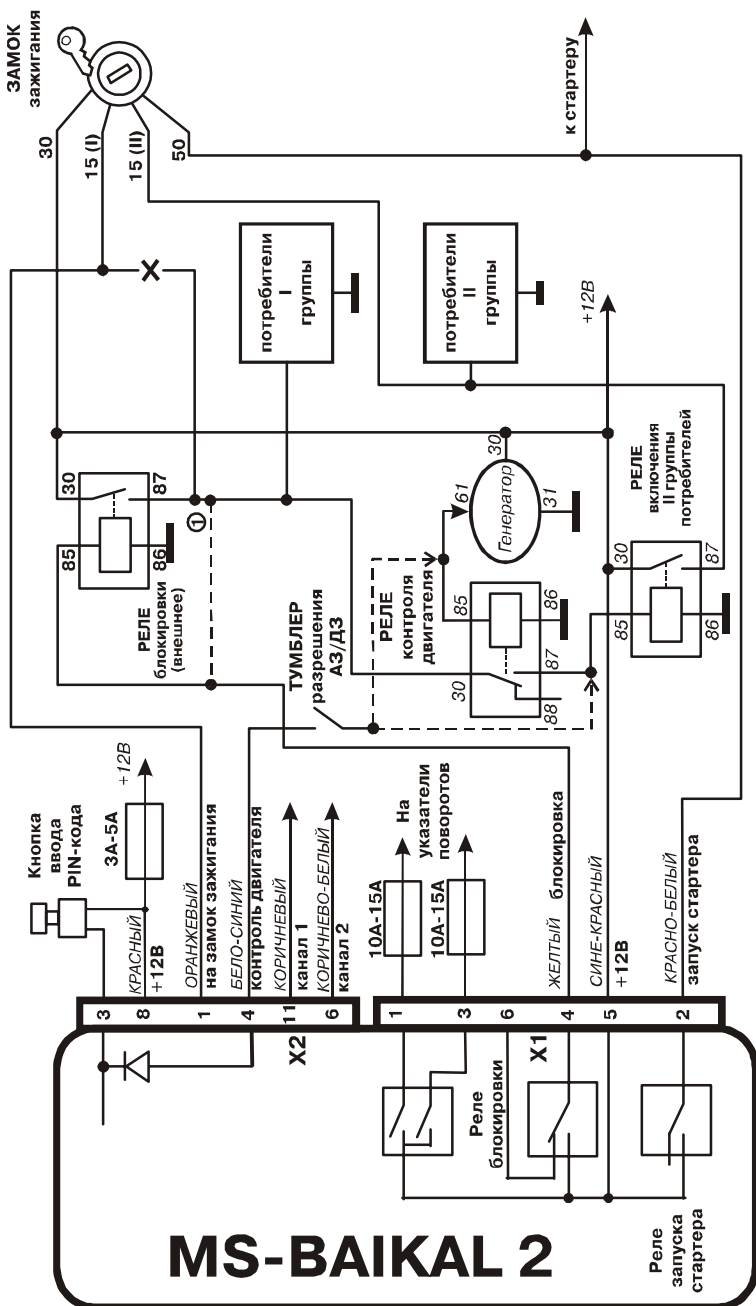 ЗАМОК
зажигания
30
15 (I)
15 (II)
50
к стартеру
потребители
I
группы
потребители
II
группы
+12В
30
87
85
86
1
РЕЛЕ
блокировки
(внешнее)
ТУМБЛЕР
разрешения
АЗ/ДЗ
РЕЛЕ
контроля
двигателя
Генератор
61
30
31
85
86
30
87
88
РЕЛЕ
включения
II группы
потребителей
30
87
85
86
Кнопка
ввода
PIN-кода
3А-5А
+12В
10А-15А
10А-15А
На
указатели
поворотов
КРАСНЫЙ
+12В
ОРАНЖЕВЫЙ
на замок зажигания
БЕЛО-СИНИЙ
контроль двигателя
КОРИЧНЕВЫЙ
канал 1
КОРИЧНЕВО-БЕЛЫЙ
канал 2
ЖЕЛТЫЙ
блокировка
СИНЕ-КРАСНЫЙ
+12В
КРАСНО-БЕЛЫЙ
запуск стартера
3
8
1
4
11
6
X2
1
3
6
4
5
2
X1
Реле
блокировки
Реле
запуска
стартера
MS-BAIKAL 2